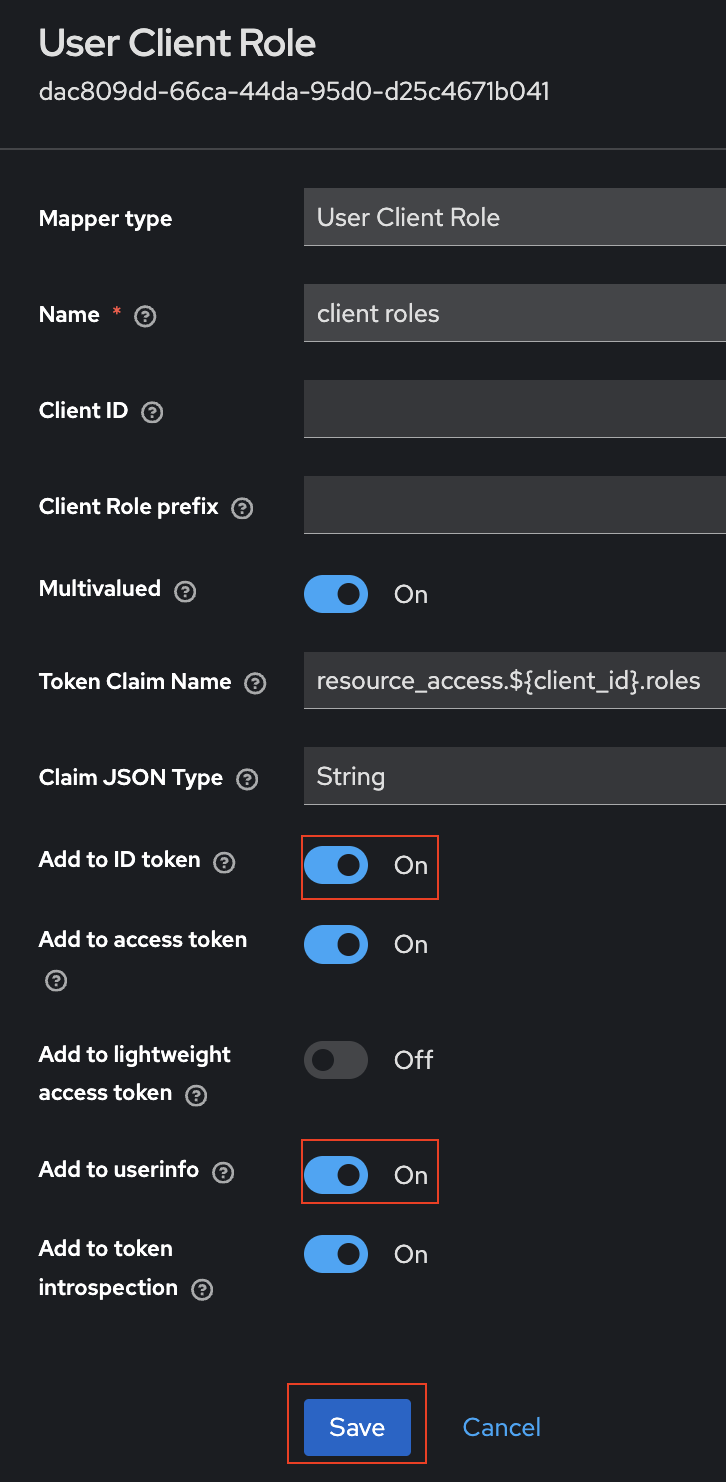 User Client Role
dac809dd-66ca-44da-95d0-d25c4671b041
Mapper type
User Client Role
Name *
client roles
Client ID
Client Role prefix
Multivalued
On
Token Claim Name
resource_access.${client_id}.roles
Claim JSON Type
String
Add to ID token
On
Add to access token
On
Add to lightweight
access token
Off
Add to userinfo
On
Add to token
introspection
On
Save
Cancel